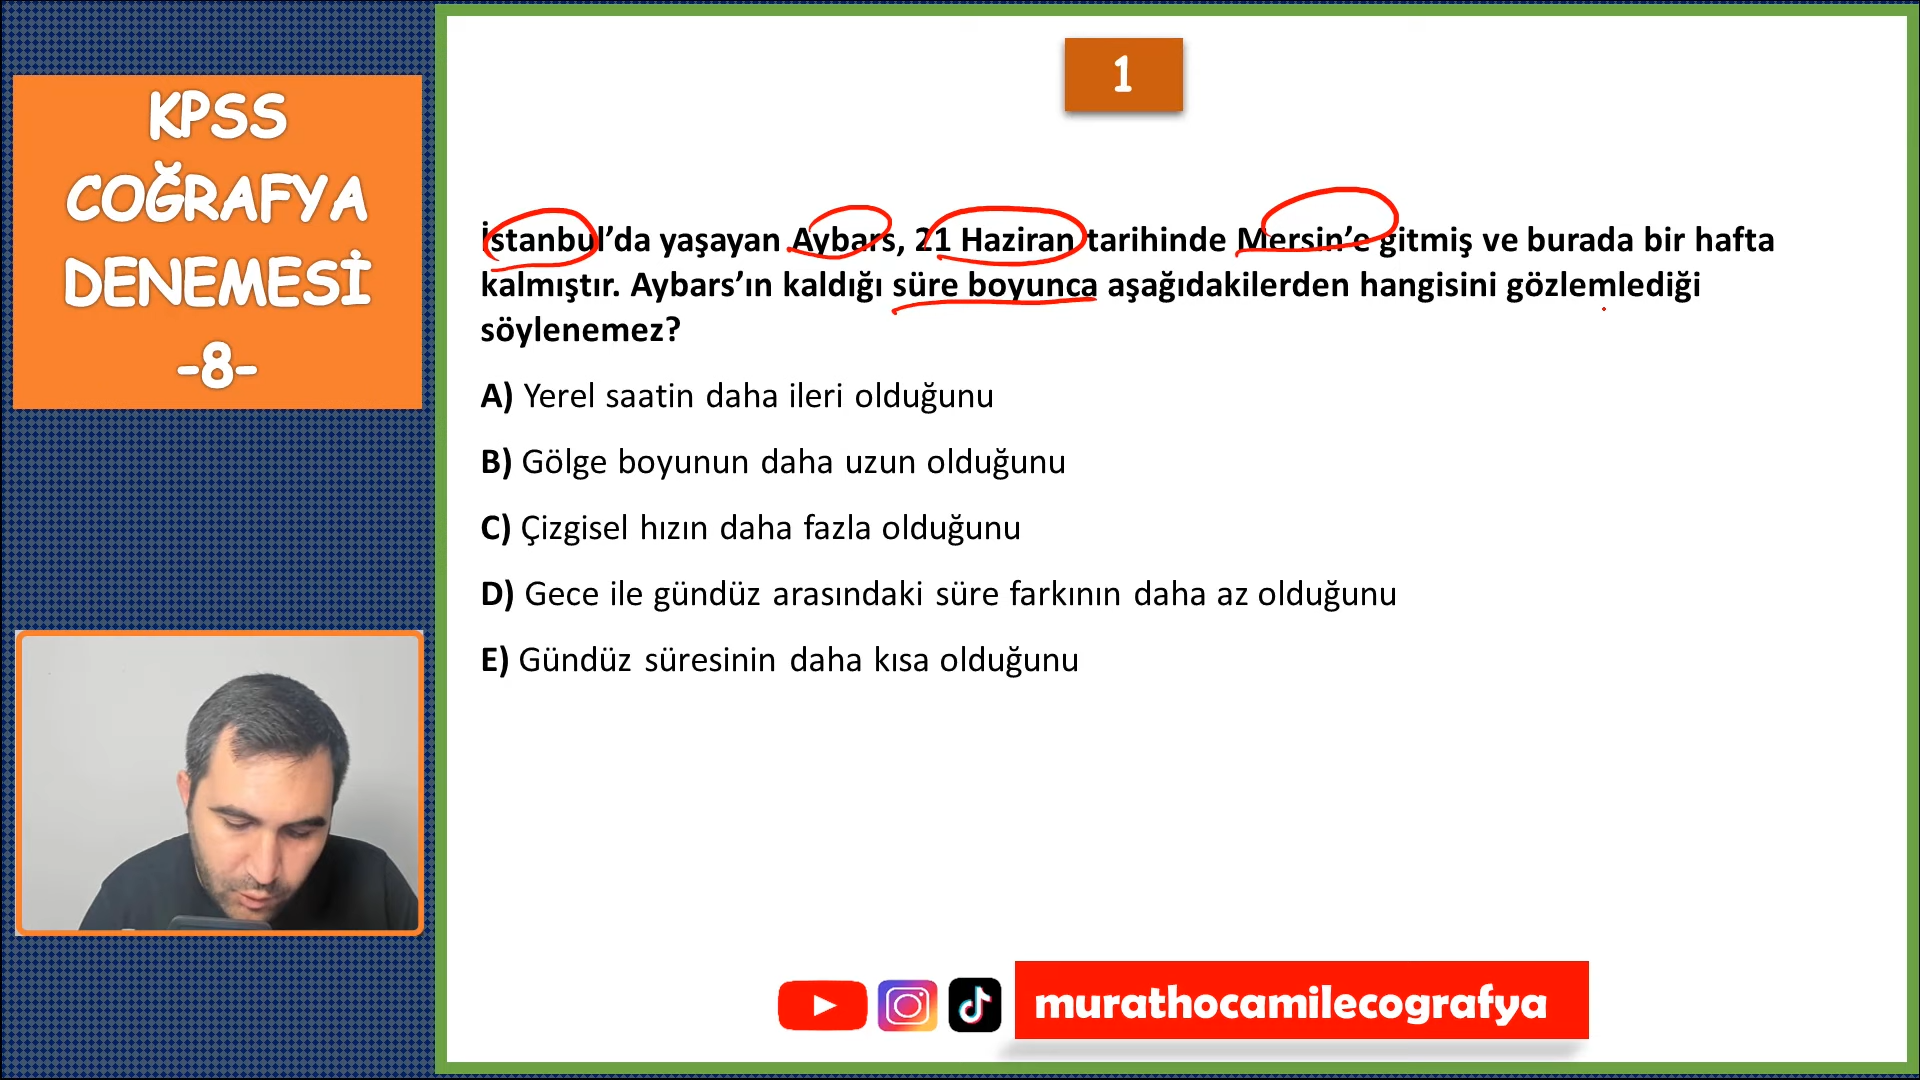 KPSS
COĞRAFYA
DENEMESİ
-8-
1
İstanbul’da yaşayan Aybars, 21 Haziran tarihinde Mersin’e gitmiş ve burada bir hafta
kalmıştır. Aybars’ın kaldığı süre boyunca aşağıdakilerden hangisini gözlemlediği
söylenemez?
A) Yerel saatin daha ileri olduğunu
B) Gölge boyunun daha uzun olduğunu
C) Çizgisel hızın daha fazla olduğunu
D) Gece ile gündüz arasındaki süre farkının daha az olduğunu
E) Gündüz süresinin daha kısa olduğunu
murathocamilecografya